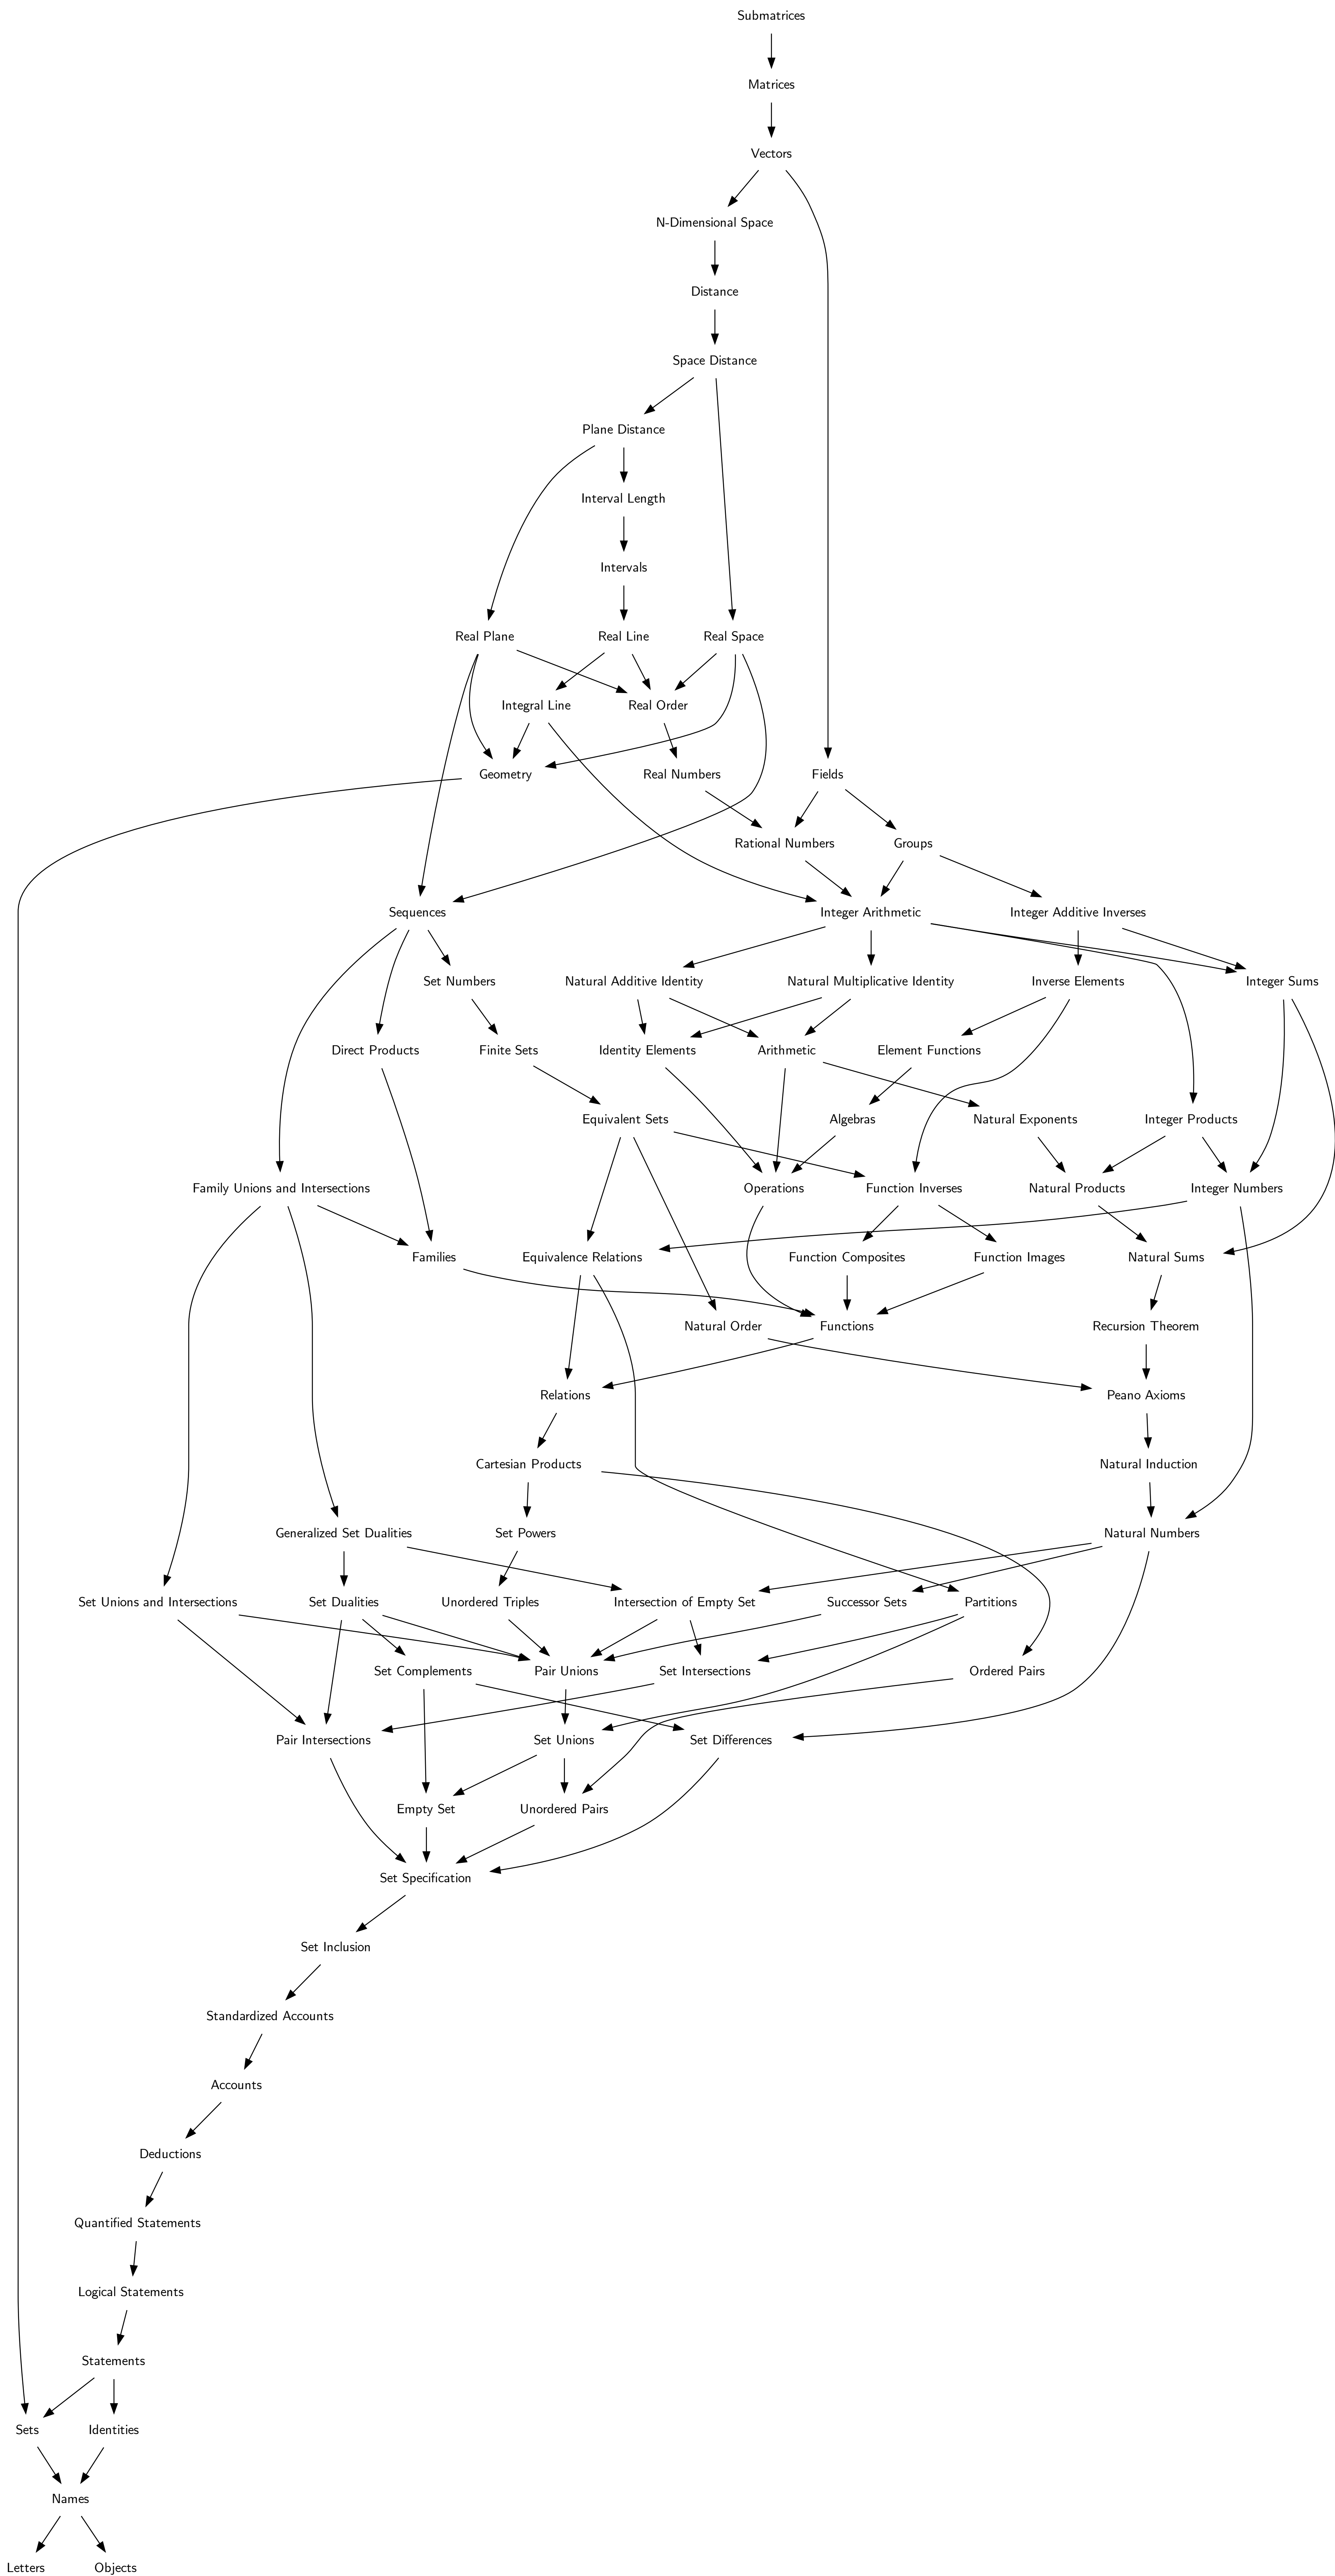 Submatrices
Matrices
Vectors
N-Dimensional Space
Distance
Space Distance
Plane Distance
Interval Length
Intervals
Real Plane
Real Line
Real Space
Integral Line
Real Order
Geometry
Real Numbers
Fields
Rational Numbers
Groups
Sequences
Integer Arithmetic
Integer Additive Inverses
Set Numbers
Natural Additive Identity
Natural Multiplicative Identity
Inverse Elements
Integer Sums
Direct Products
Finite Sets
Identity Elements
Arithmetic
Element Functions
Equivalent Sets
Algebras
Natural Exponents
Integer Products
Family Unions and Intersections
Operations
Function Inverses
Natural Products
Integer Numbers
Families
Equivalence Relations
Function Composites
Function Images
Natural Sums
Natural Order
Functions
Recursion Theorem
Relations
Peano Axioms
Cartesian Products
Natural Induction
Generalized Set Dualities
Set Powers
Natural Numbers
Set Unions and Intersections
Set Dualities
Unordered Triples
Intersection of Empty Set
Successor Sets
Partitions
Set Complements
Pair Unions
Set Intersections
Ordered Pairs
Pair Intersections
Set Unions
Set Differences
Empty Set
Unordered Pairs
Set Specification
Set Inclusion
Standardized Accounts
Accounts
Deductions
Quantified Statements
Logical Statements
Statements
Sets
Identities
Names
Letters
Objects